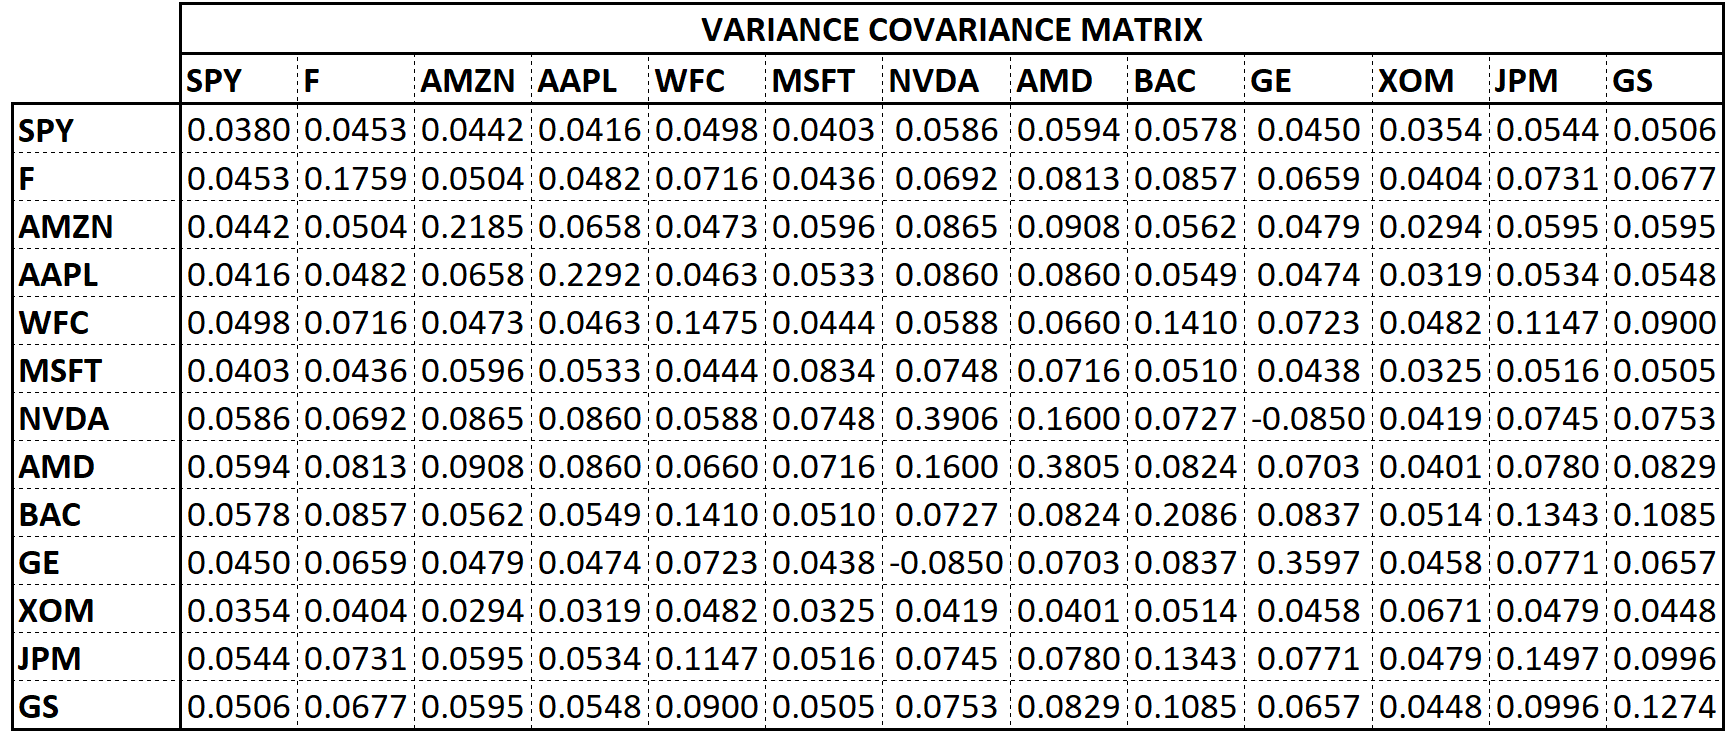 VARIANCE COVARIANCE MATRIX
SPY F AMZN AAPL WFC MSFT NVDA AMD BAC GE XOM JPM GS
SPY 0.0380 0.0453 0.0442 0.0416 0.0498 0.0403 0.0586 0.0594 0.0578 0.0450 0.0354 0.0544 0.0506
F 0.0453 0.1759 0.0504 0.0482 0.0716 0.0436 0.0692 0.0813 0.0857 0.0659 0.0404 0.0731 0.0677
AMZN 0.0442 0.0504 0.2185 0.0658 0.0473 0.0596 0.0865 0.0908 0.0562 0.0479 0.0294 0.0595 0.0595
AAPL 0.0416 0.0482 0.0658 0.2292 0.0463 0.0533 0.0860 0.0860 0.0549 0.0474 0.0319 0.0534 0.0548
WFC 0.0498 0.0716 0.0473 0.0463 0.1475 0.0444 0.0588 0.0660 0.1410 0.0723 0.0482 0.1147 0.0900
MSFT 0.0403 0.0436 0.0596 0.0533 0.0444 0.0834 0.0748 0.0716 0.0510 0.0438 0.0325 0.0516 0.0505
NVDA 0.0586 0.0692 0.0865 0.0860 0.0588 0.0748 0.3906 0.1600 0.0727 -0.0850 0.0419 0.0745 0.0753
AMD 0.0594 0.0813 0.0908 0.0860 0.0660 0.0716 0.1600 0.3805 0.0824 0.0703 0.0401 0.0780 0.0829
BAC 0.0578 0.0857 0.0562 0.0549 0.1410 0.0510 0.0727 0.0824 0.2086 0.0837 0.0514 0.1343 0.1085
GE 0.0450 0.0659 0.0479 0.0474 0.0723 0.0438 -0.0850 0.0703 0.0837 0.3597 0.0458 0.0771 0.0657
XOM 0.0354 0.0404 0.0294 0.0319 0.0482 0.0325 0.0419 0.0401 0.0514 0.0458 0.0671 0.0479 0.0448
JPM 0.0544 0.0731 0.0595 0.0534 0.1147 0.0516 0.0745 0.0780 0.1343 0.0771 0.0479 0.1497 0.0996
GS 0.0506 0.0677 0.0595 0.0548 0.0900 0.0505 0.0753 0.0829 0.1085 0.0657 0.0448 0.0996 0.1274